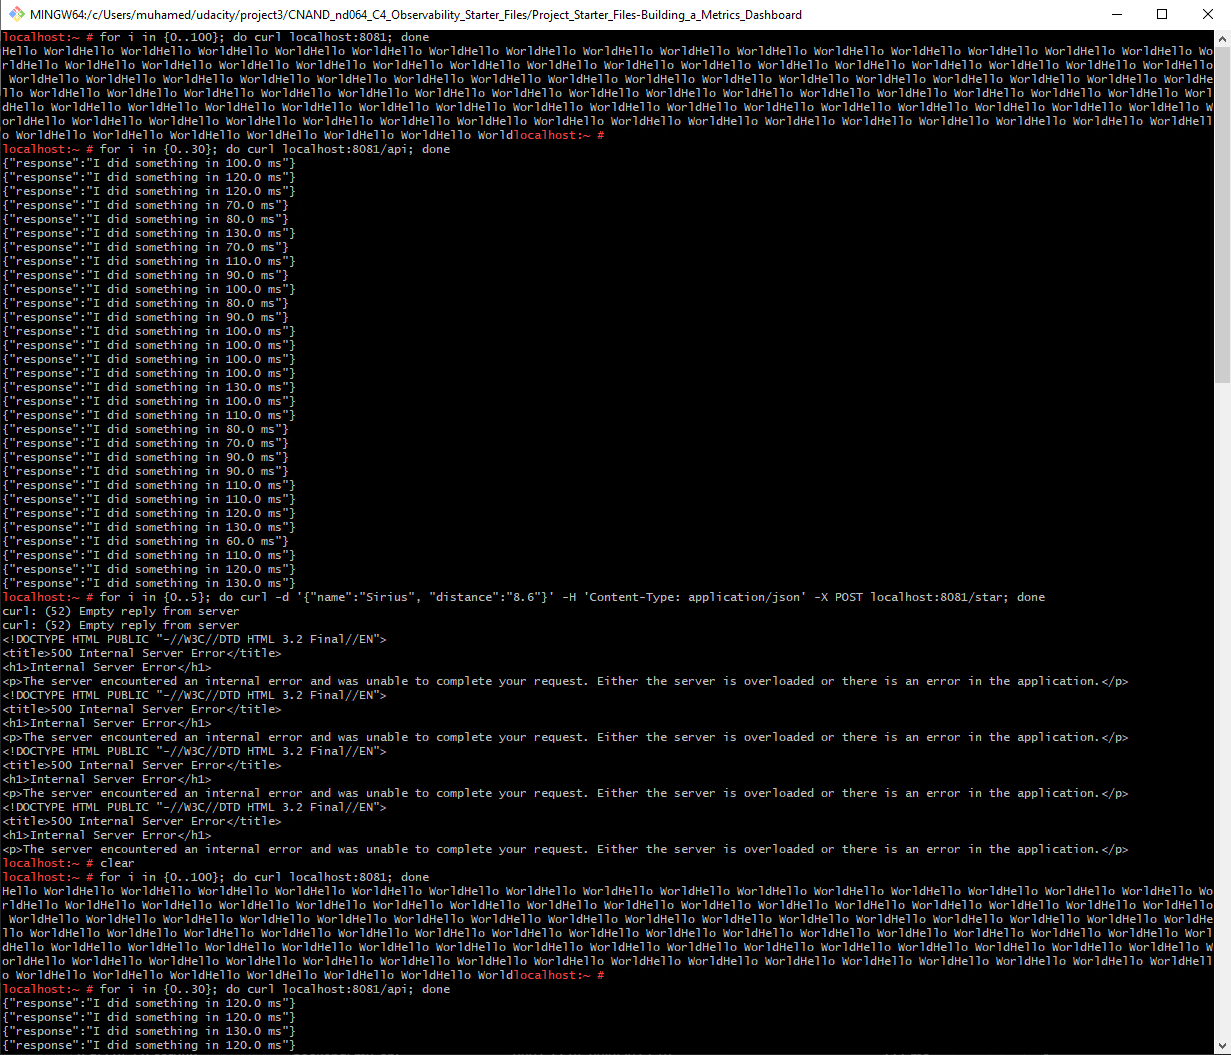 MINGW64:/c/Users/muhamed/udacity/project3/CNAND_nd064_C4_Observability_Starter_Files/Project_Starter_Files-Building_a_Metrics_Dashboard
localhost:~ # for i in {0..100}; do curl localhost:8081; done
Hello WorldHello WorldHello WorldHello WorldHello WorldHello WorldHello WorldHello WorldHello WorldHello WorldHello WorldHello WorldHello WorldHello WorldHello WorldHello Wo
rldHello WorldHello WorldHello WorldHello WorldHello WorldHello WorldHello WorldHello WorldHello WorldHello WorldHello WorldHello WorldHello WorldHello WorldHello WorldHello
 WorldHello WorldHello WorldHello WorldHello WorldHello WorldHello WorldHello WorldHello WorldHello WorldHello WorldHello WorldHello WorldHello WorldHello WorldHello WorldHe
llo WorldHello WorldHello WorldHello WorldHello WorldHello WorldHello WorldHello WorldHello WorldHello WorldHello WorldHello WorldHello WorldHello WorldHello Worl
dHello WorldHello WorldHello WorldHello WorldHello WorldHello WorldHello WorldHello WorldHello WorldHello WorldHello WorldHello WorldHello WorldHello WorldHello WorldHello W
orldHello WorldHello WorldHello WorldHello WorldHello WorldHello WorldHello WorldHello WorldHello WorldHello WorldHello WorldHello WorldHello WorldHello WorldHello WorldHell
o WorldHello WorldHello WorldHello WorldHello WorldHello WorldHello Worldlocalhost:~ #
localhost:~ # for i in {0..30}; do curl localhost:8081/api; done
{"response":"I did something in 100.0 ms"}
{"response":"I did something in 120.0 ms"}
{"response":"I did something in 120.0 ms"}
{"response":"I did something in 70.0 ms"}
{"response":"I did something in 80.0 ms"}
{"response":"I did something in 130.0 ms"}
{"response":"I did something in 70.0 ms"}
{"response":"I did something in 110.0 ms"}
{"response":"I did something in 90.0 ms"}
{"response":"I did something in 100.0 ms"}
{"response":"I did something in 80.0 ms"}
{"response":"I did something in 90.0 ms"}
{"response":"I did something in 100.0 ms"}
{"response":"I did something in 100.0 ms"}
{"response":"I did something in 100.0 ms"}
{"response":"I did something in 100.0 ms"}
{"response":"I did something in 130.0 ms"}
{"response":"I did something in 100.0 ms"}
{"response":"I did something in 110.0 ms"}
{"response":"I did something in 80.0 ms"}
{"response":"I did something in 70.0 ms"}
{"response":"I did something in 90.0 ms"}
{"response":"I did something in 90.0 ms"}
{"response":"I did something in 110.0 ms"}
{"response":"I did something in 110.0 ms"}
{"response":"I did something in 120.0 ms"}
{"response":"I did something in 130.0 ms"}
{"response":"I did something in 60.0 ms"}
{"response":"I did something in 110.0 ms"}
{"response":"I did something in 120.0 ms"}
{"response":"I did something in 130.0 ms"}
localhost:~ # for i in {0..5}; do curl -d '{"name":"Sirius", "distance":"8.6"}' -H 'Content-Type: application/json' -X POST localhost:8081/star; done
curl: (52) Empty reply from server
curl: (52) Empty reply from server
<!DOCTYPE HTML PUBLIC "-//W3C//DTD HTML 3.2 Final//EN">
<title>500 Internal Server Error</title>
<h1>Internal Server Error</h1>
<p>The server encountered an internal error and was unable to complete your request. Either the server is overloaded or there is an error in the application.</p>
<!DOCTYPE HTML PUBLIC "-//W3C//DTD HTML 3.2 Final//EN">
<title>500 Internal Server Error</title>
<h1>Internal Server Error</h1>
<p>The server encountered an internal error and was unable to complete your request. Either the server is overloaded or there is an error in the application.</p>
<!DOCTYPE HTML PUBLIC "-//W3C//DTD HTML 3.2 Final//EN">
<title>500 Internal Server Error</title>
<h1>Internal Server Error</h1>
<p>The server encountered an internal error and was unable to complete your request. Either the server is overloaded or there is an error in the application.</p>
<!DOCTYPE HTML PUBLIC "-//W3C//DTD HTML 3.2 Final//EN">
<title>500 Internal Server Error</title>
<h1>Internal Server Error</h1>
<p>The server encountered an internal error and was unable to complete your request. Either the server is overloaded or there is an error in the application.</p>
localhost:~ # clear
localhost:~ # for i in {0..100}; do curl localhost:8081; done
Hello WorldHello WorldHello WorldHello WorldHello WorldHello WorldHello WorldHello WorldHello WorldHello WorldHello WorldHello WorldHello WorldHello WorldHello WorldHello Wo
rldHello WorldHello WorldHello WorldHello WorldHello WorldHello WorldHello WorldHello WorldHello WorldHello WorldHello WorldHello WorldHello WorldHello WorldHello WorldHello
 WorldHello WorldHello WorldHello WorldHello WorldHello WorldHello WorldHello WorldHello WorldHello WorldHello WorldHello WorldHello WorldHello WorldHello WorldHello WorldHe
llo WorldHello WorldHello WorldHello WorldHello WorldHello WorldHello WorldHello WorldHello WorldHello WorldHello WorldHello WorldHello WorldHello WorldHello Worl
dHello WorldHello WorldHello WorldHello WorldHello WorldHello WorldHello WorldHello WorldHello WorldHello WorldHello WorldHello WorldHello WorldHello WorldHello WorldHello W
orldHello WorldHello WorldHello WorldHello WorldHello WorldHello WorldHello WorldHello WorldHello WorldHello WorldHello WorldHello WorldHello WorldHello WorldHello WorldHell
o WorldHello WorldHello WorldHello WorldHello WorldHello WorldHello Worldlocalhost:~ #
localhost:~ # for i in {0..30}; do curl localhost:8081/api; done
{"response":"I did something in 120.0 ms"}
{"response":"I did something in 120.0 ms"}
{"response":"I did something in 130.0 ms"}
{"response":"I did something in 120.0 ms"}